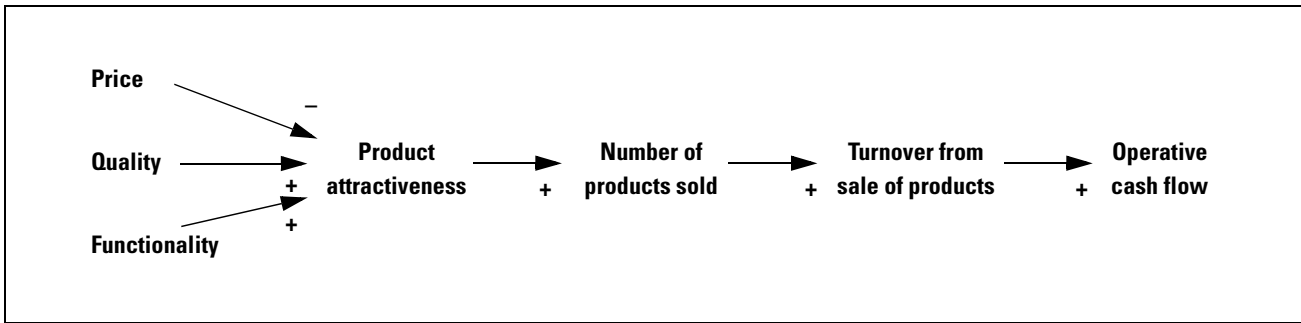 Price
–
Quality
+
Functionality
+
Product
attractiveness
+
Number of
products sold
+
Turnover from
sale of products
+
Operative
cash flow